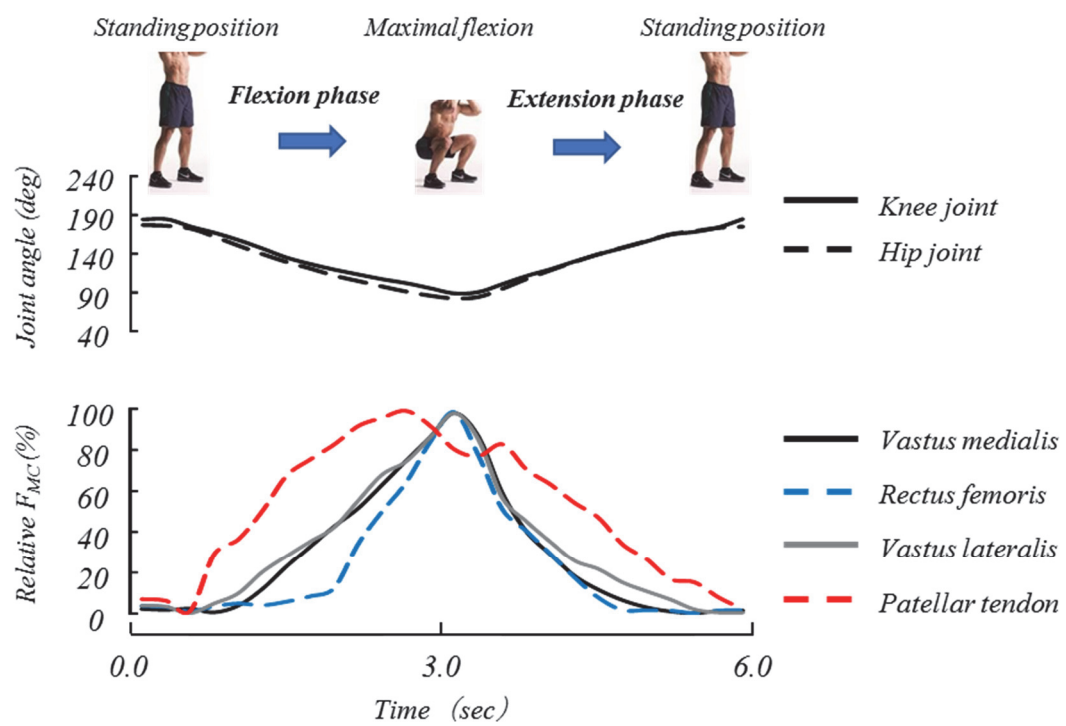 Standing position
Maximal flexion
Standing position
Flexion phase
Extension phase
Joint angle (deg)
240
190
140
90
40
Knee joint
Hip joint
Relative FMC (%)
100
80
60
40
20
0
Vastus medialis
Rectus femoris
Vastus lateralis
Patellar tendon
0.0
3.0
6.0
Time (sec)